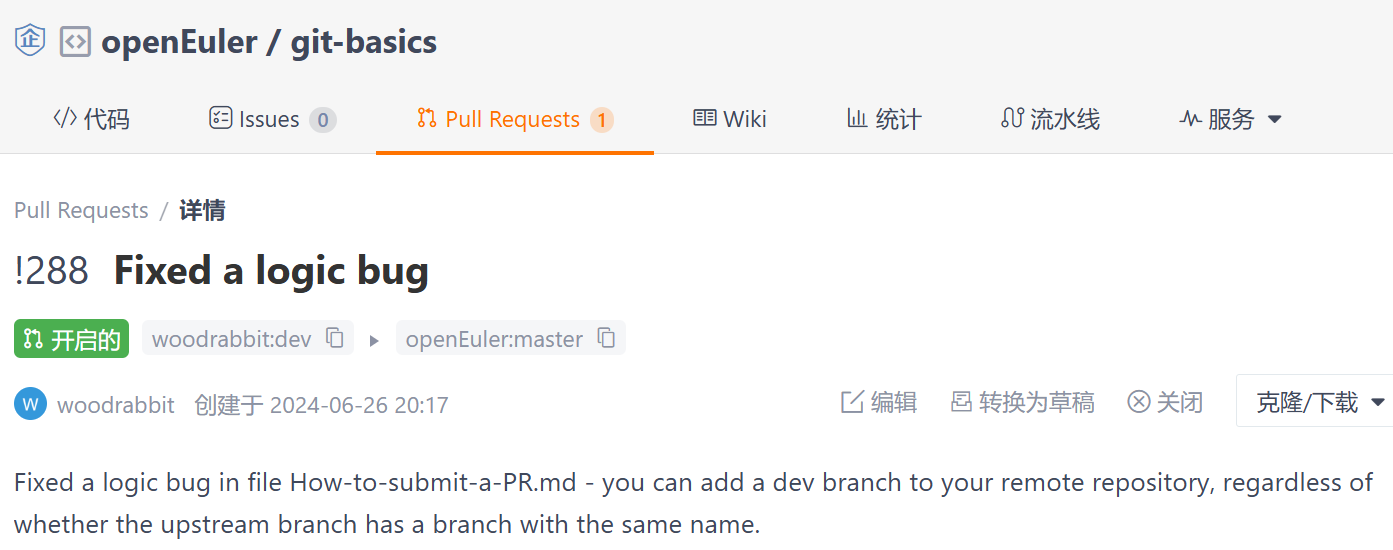 企 openEuler / git-basics
代码 Issues 0 Pull Requests 1 Wiki 统计 流水线 服务
Pull Requests / 详情
!288 Fixed a logic bug
开启的 woodrabbit:dev openEuler:master
W woodrabbit 创建于 2024-06-26 20:17 编辑 转换为草稿 关闭 克隆/下载
Fixed a logic bug in file How-to-submit-a-PR.md - you can add a dev branch to your remote repository, regardless of
whether the upstream branch has a branch with the same name.